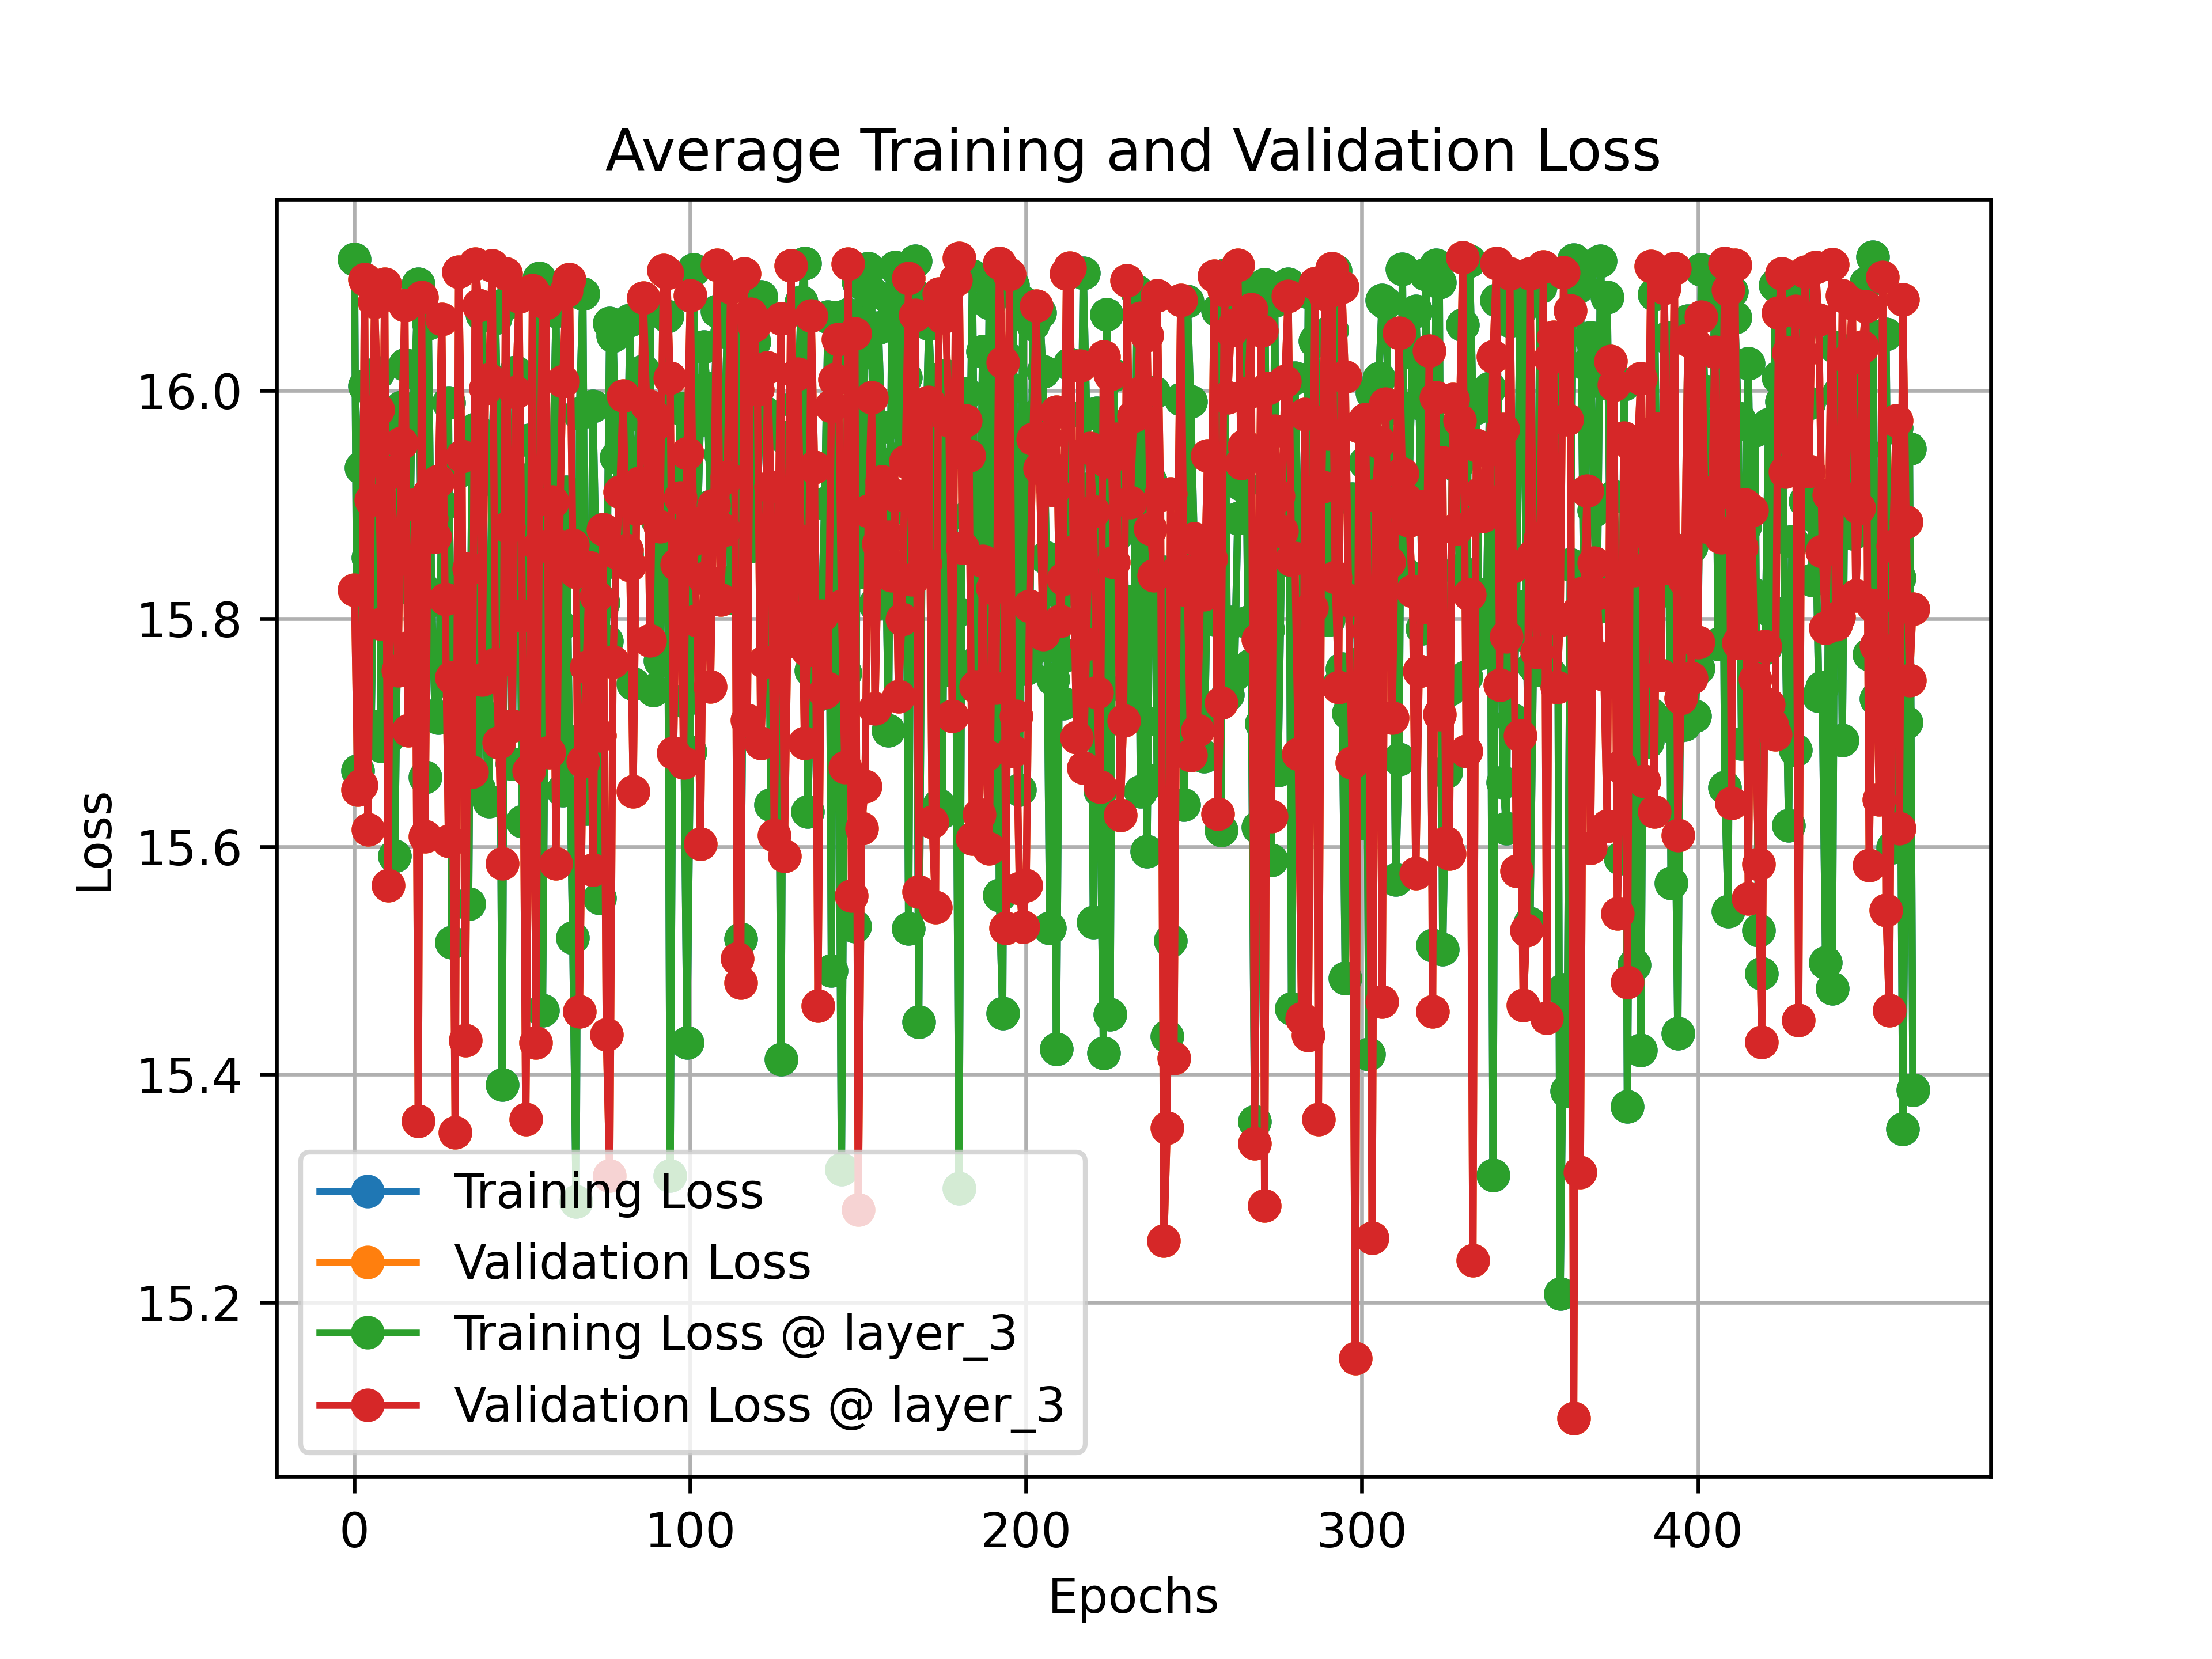 Average Training and Validation Loss
Loss
16.0
15.8
15.6
15.4
15.2
Training Loss
Validation Loss
Training Loss @ layer_3
Validation Loss @ layer_3
0 100 200 300 400
Epochs